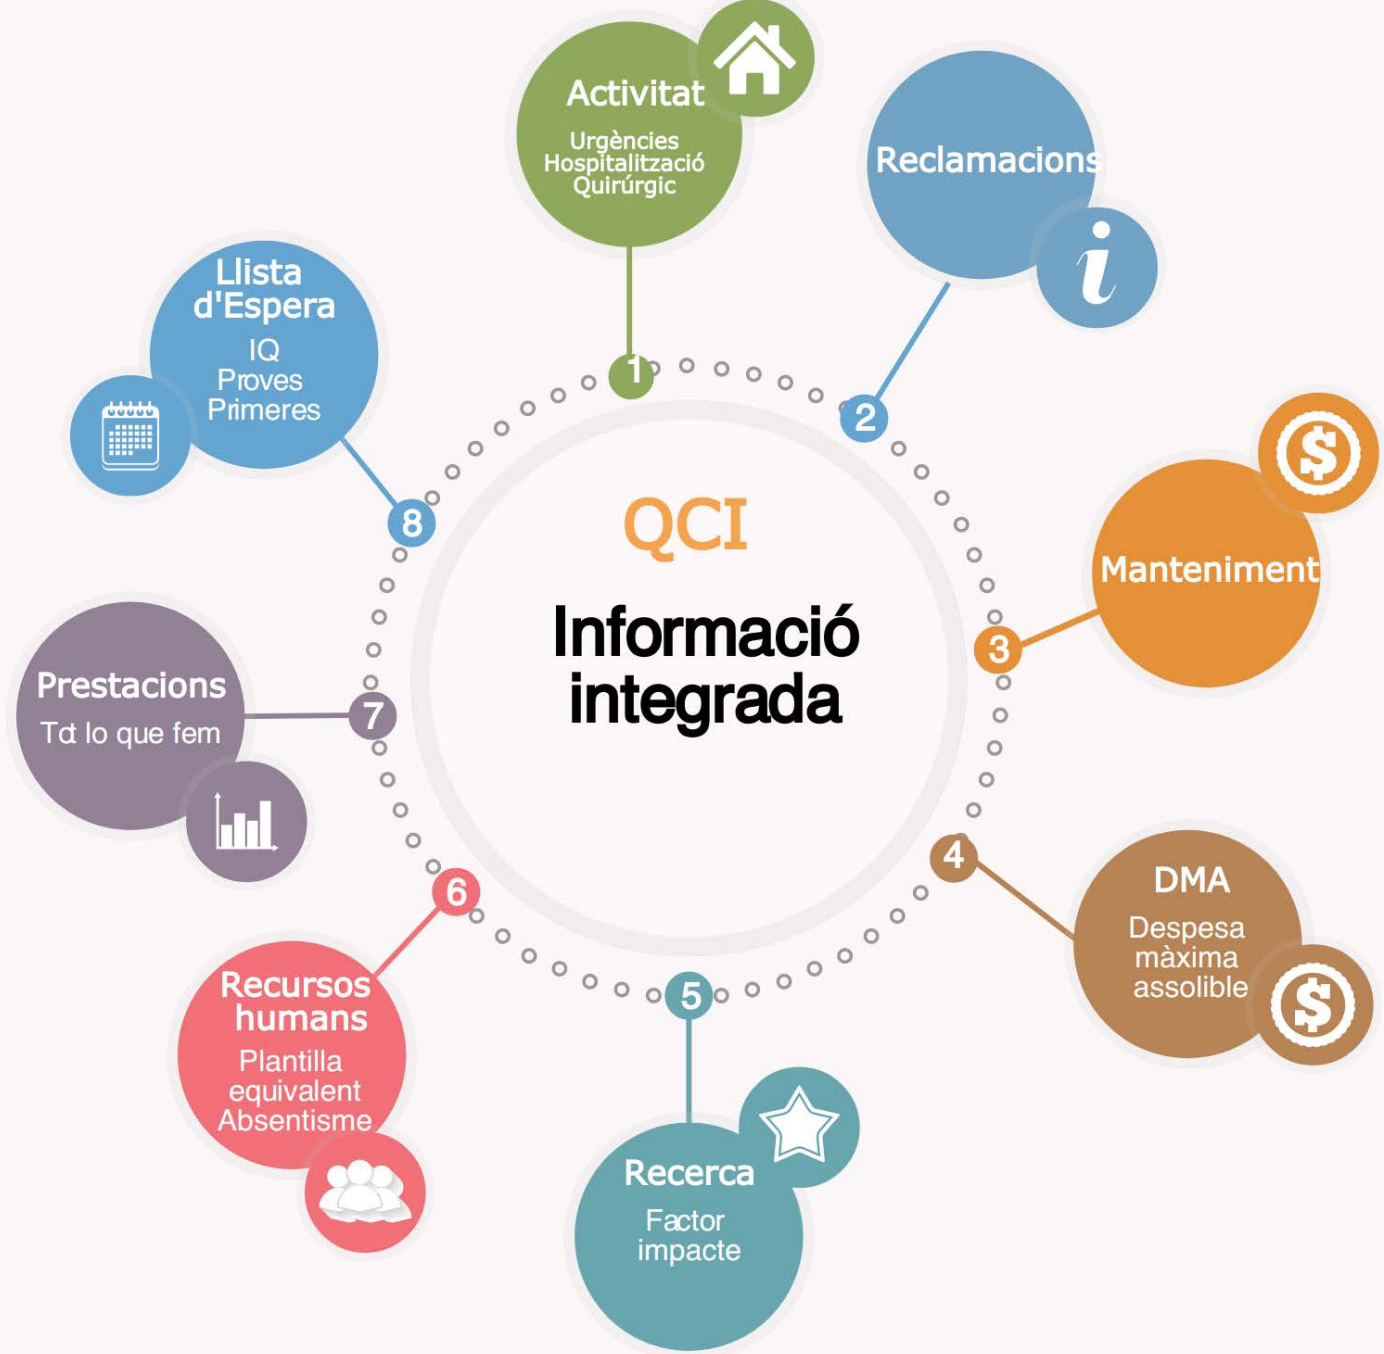 QCI
Informació
integrada
1
Activitat
Urgències
Hospitalització
Quirúrgic
2
Reclamacions
i
3
Manteniment
$
4
DMA
Despesa
màxima
assolible
$
5
Recerca
Factor
impacte
6
Recursos
humans
Plantilla
equivalent
Absentisme
7
Prestacions
Tot lo que fem
8
Llista
d'Espera
IQ
Proves
Primeres